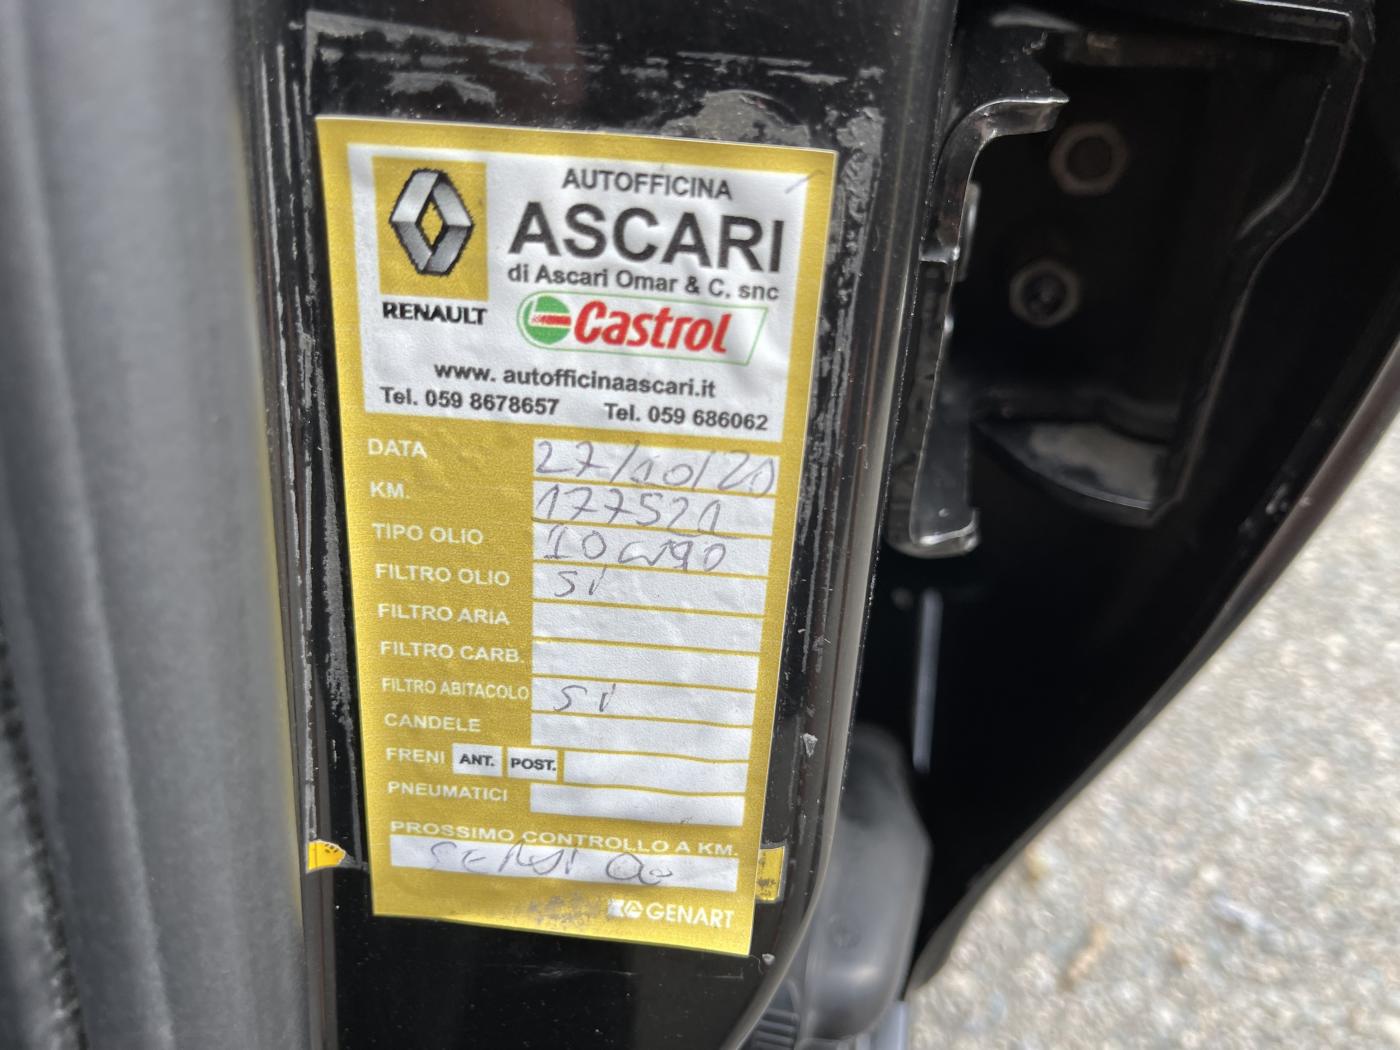 AUTOFFICINA
ASCARI
di Ascari Omar & C. snc
RENAULT
Castrol
www. autofficinaascari.it
Tel. 059 8678657 Tel. 059 686062
DATA 27/10/20
KM. 177521
TIPO OLIO 10W90
FILTRO OLIO SI
FILTRO ARIA
FILTRO CARB.
FILTRO ABITACOLO SI
CANDELE
FRENI ANT. POST.
PNEUMATICI
PROSSIMO CONTROLLO A KM.
GENART